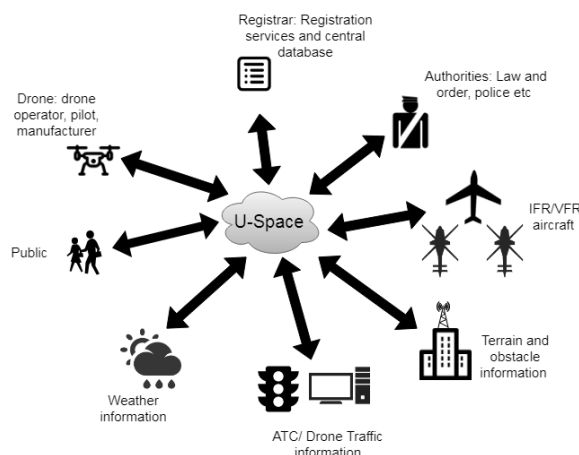 Registrar: Registration
services and central
database
Authorities: Law and
order, police etc
Drone: drone
operator, pilot,
manufacturer
U-Space
IFR/VFR
aircraft
Public
Terrain and
obstacle
information
Weather
information
ATC/ Drone Traffic
information